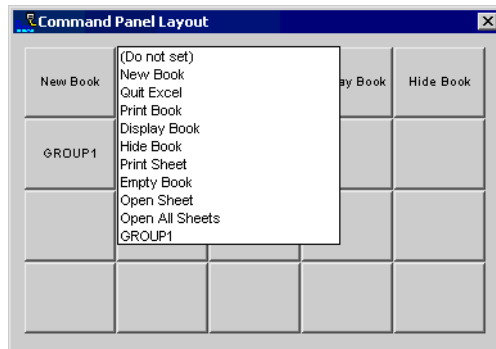 Command Panel Layout
New Book
(Do not set)
New Book
Quit Excel
Print Book
Display Book
Hide Book
Print Sheet
Empty Book
Open Sheet
Open All Sheets
GROUP1
ay Book
Hide Book
GROUP1